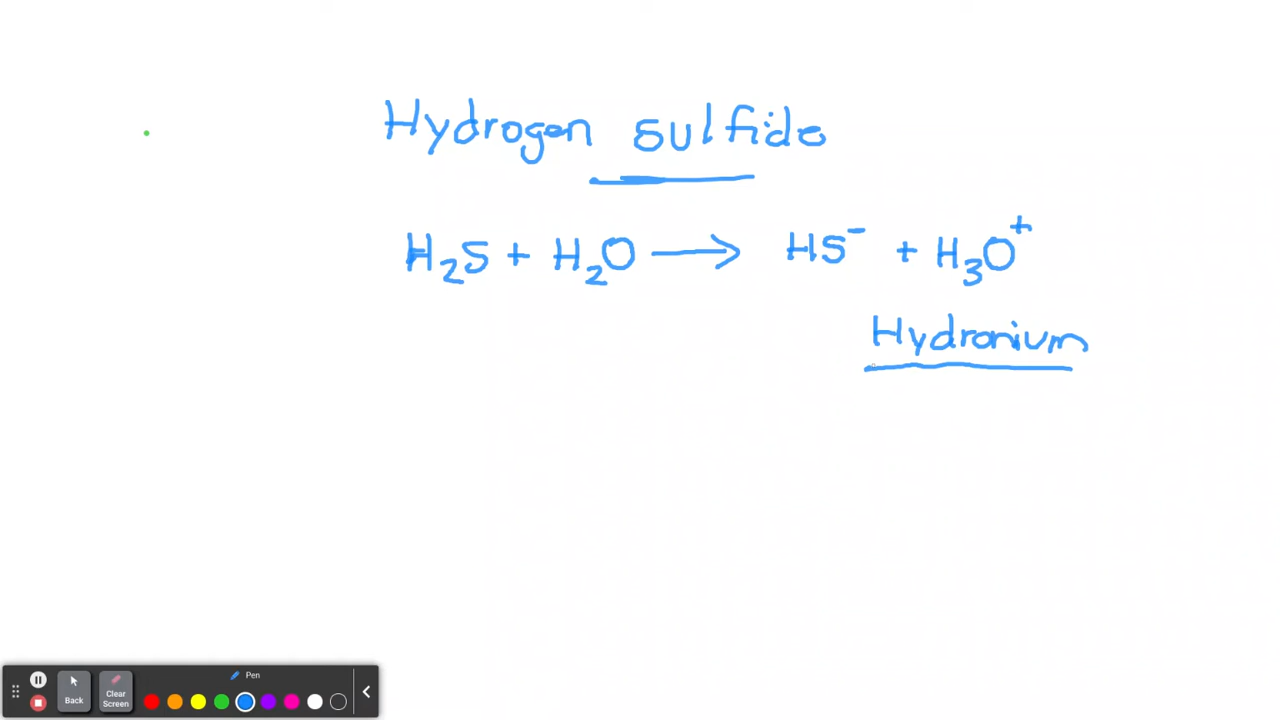 Hydrogen sulfide
H₂S + H₂O → HS⁻ + H₃O⁺
Hydronium
Pen
Back
Clear
Screen